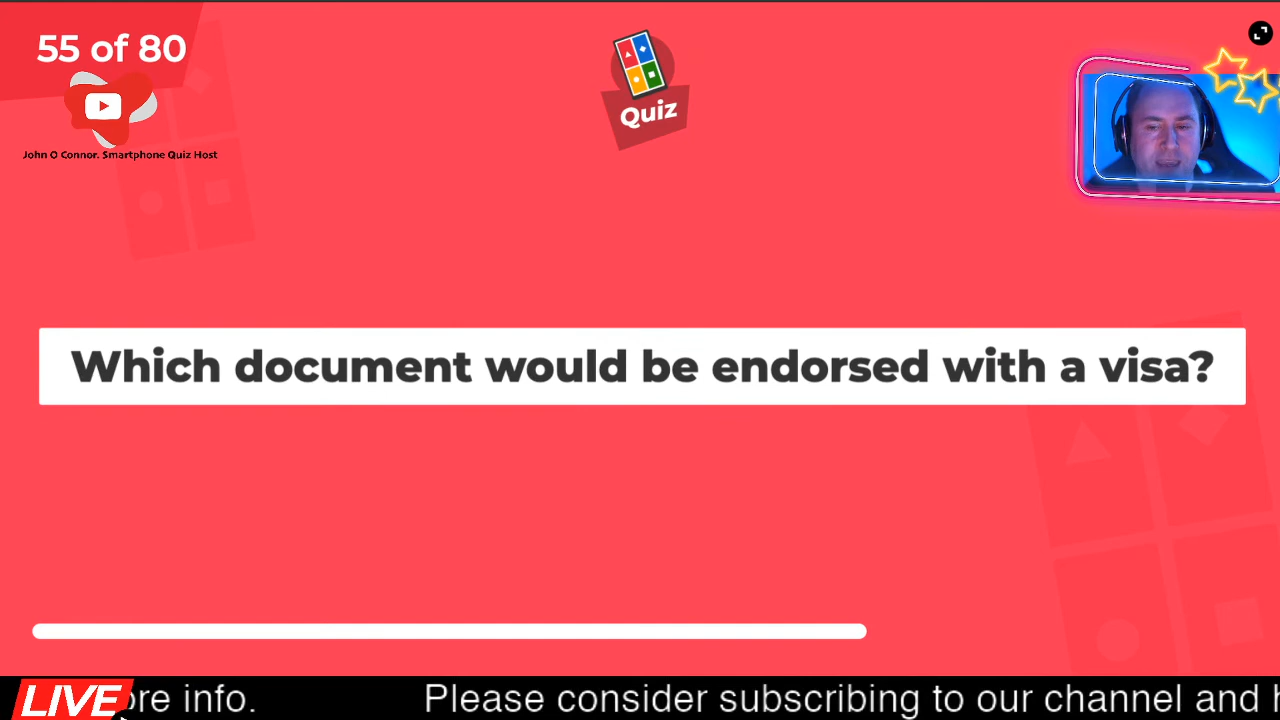 55 of 80
John O Connor. Smartphone Quiz Host
Quiz
Which document would be endorsed with a visa?
LIVE
ore info. Please consider subscribing to our channel and h